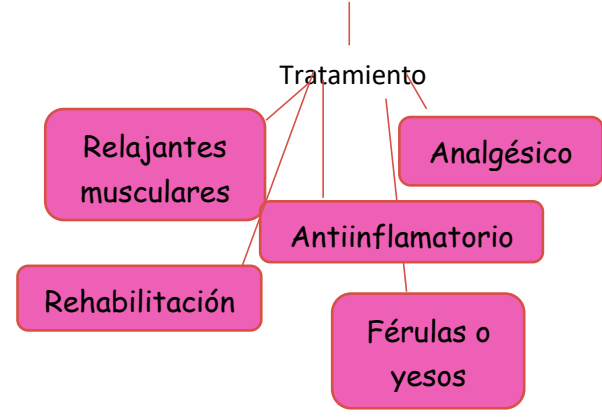 Tratamiento
Relajantes
musculares
Analgésico
Antiinflamatorio
Rehabilitación
Férulas o
yesos